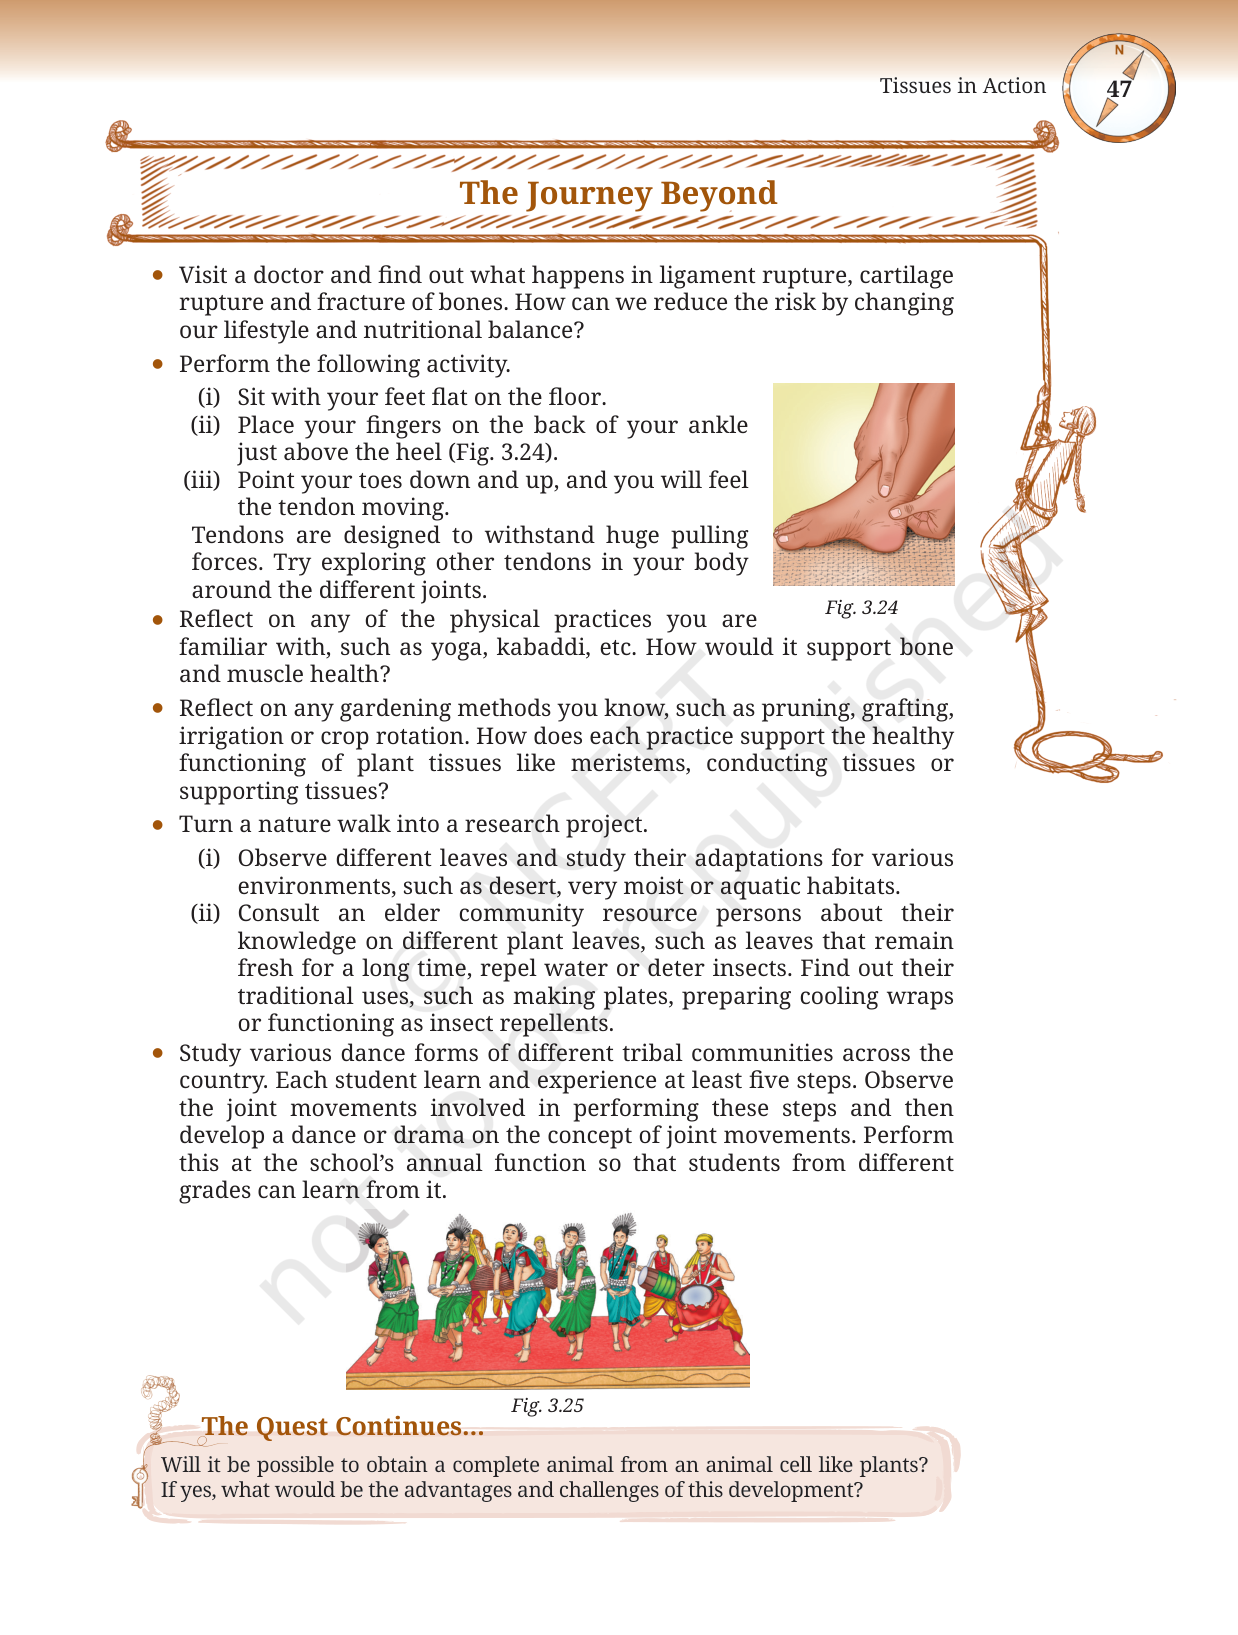 Tissues in Action
N
47
The Journey Beyond
• Visit a doctor and find out what happens in ligament rupture, cartilage
rupture and fracture of bones. How can we reduce the risk by changing
our lifestyle and nutritional balance?
• Perform the following activity.
(i) Sit with your feet flat on the floor.
(ii) Place your fingers on the back of your ankle
just above the heel (Fig. 3.24).
(iii) Point your toes down and up, and you will feel
the tendon moving.
Tendons are designed to withstand huge pulling
forces. Try exploring other tendons in your body
around the different joints.
Fig. 3.24
• Reflect on any of the physical practices you are
familiar with, such as yoga, kabaddi, etc. How would it support bone
and muscle health?
• Reflect on any gardening methods you know, such as pruning, grafting,
irrigation or crop rotation. How does each practice support the healthy
functioning of plant tissues like meristems, conducting tissues or
supporting tissues?
• Turn a nature walk into a research project.
(i) Observe different leaves and study their adaptations for various
environments, such as desert, very moist or aquatic habitats.
(ii) Consult an elder community resource persons about their
knowledge on different plant leaves, such as leaves that remain
fresh for a long time, repel water or deter insects. Find out their
traditional uses, such as making plates, preparing cooling wraps
or functioning as insect repellents.
• Study various dance forms of different tribal communities across the
country. Each student learn and experience at least five steps. Observe
the joint movements involved in performing these steps and then
develop a dance or drama on the concept of joint movements. Perform
this at the school’s annual function so that students from different
grades can learn from it.
Fig. 3.25
The Quest Continues...
Will it be possible to obtain a complete animal from an animal cell like plants?
If yes, what would be the advantages and challenges of this development?
© NCERT
not to be republished